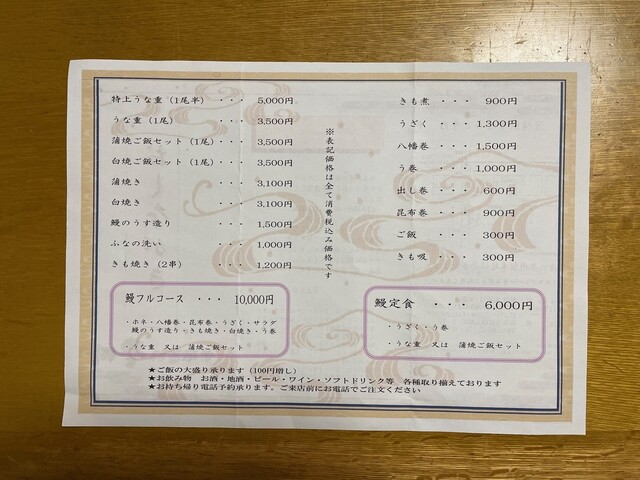 特上うな重（1尾半） ・・・ 5,000円
うな重（1尾） ・・・ 3,500円
蒲焼ご飯セット（1尾）・・・ 3,500円
白焼ご飯セット（1尾）・・・ 3,500円
蒲焼き ・・・ 3,100円
白焼き ・・・ 3,100円
鰻のうす造り ・・・ 1,500円
ふなの洗い ・・・ 1,000円
きも焼き（2串） ・・・ 1,200円
※表記価格は全て消費税込み価格です
きも煮 ・・・ 900円
うざく ・・・ 1,300円
八幡巻 ・・・ 1,500円
う巻 ・・・ 1,000円
出し巻 ・・・ 600円
昆布巻 ・・・ 900円
ご飯 ・・・ 300円
きも吸 ・・・ 300円
鰻フルコース ・・・ 10,000円
・ホネ・八幡巻・昆布巻・うざく・サラダ
鰻のうす造り・きも焼き・白焼き・う巻
・うな重 又は 蒲焼ご飯セット
鰻定食 ・・・ 6,000円
・うざく・う巻
・うな重 又は 蒲焼ご飯セット
★ご飯の大盛り承ります（100円増し）
★お飲み物 お酒・地酒・ビール・ワイン・ソフトドリンク等 各種取り揃えております
★お持ち帰り電話予約承ります。ご来店前にお電話でご注文ください